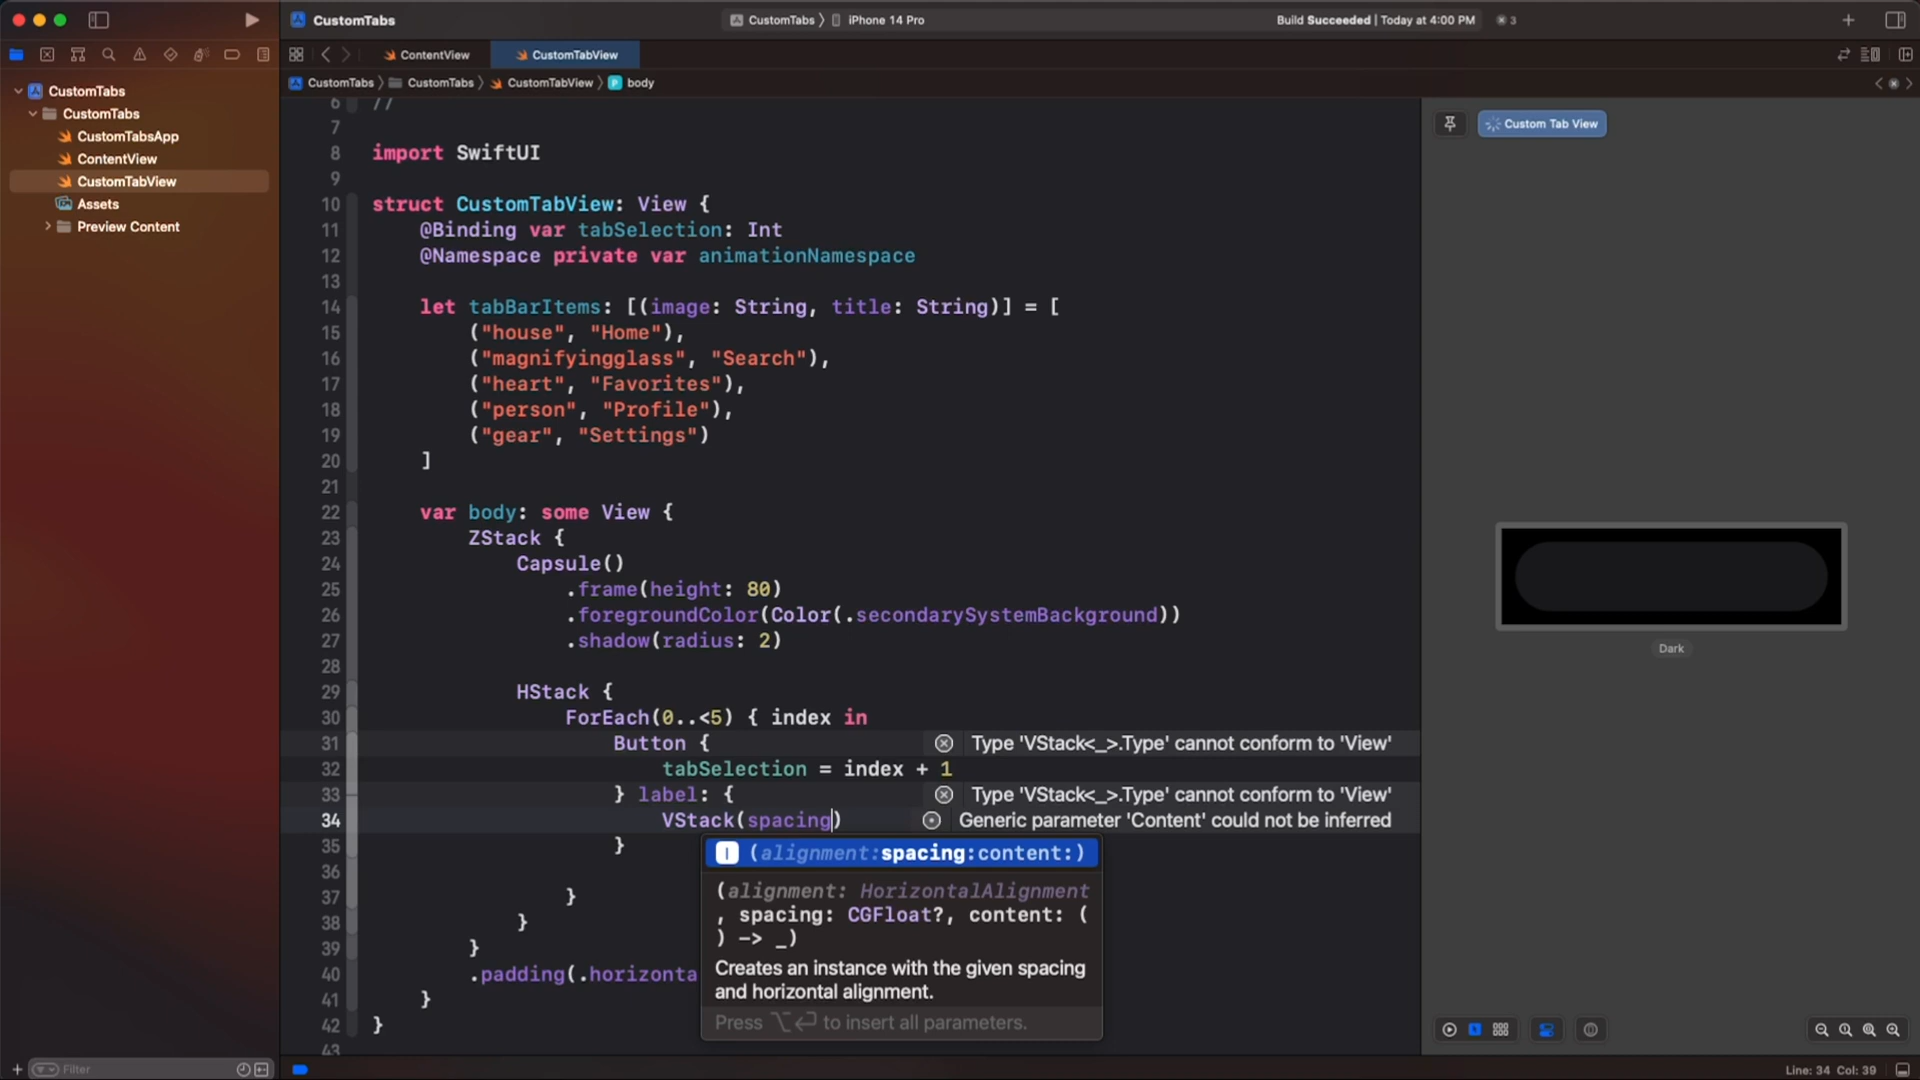 CustomTabs
CustomTabs
iPhone 14 Pro
Build Succeeded | Today at 4:00 PM
3
ContentView
CustomTabView
CustomTabs
CustomTabs
CustomTabView
P
body
CustomTabs
CustomTabs
CustomTabsApp
ContentView
CustomTabView
Assets
Preview Content
6 //
7
8 import SwiftUI
9
10 struct CustomTabView: View {
11 @Binding var tabSelection: Int
12 @Namespace private var animationNamespace
13
14 let tabBarItems: [(image: String, title: String)] = [
15 ("house", "Home"),
16 ("magnifyingglass", "Search"),
17 ("heart", "Favorites"),
18 ("person", "Profile"),
19 ("gear", "Settings")
20 ]
21
22 var body: some View {
23 ZStack {
24 Capsule()
25 .frame(height: 80)
26 .foregroundColor(Color(.secondarySystemBackground))
27 .shadow(radius: 2)
28
29 HStack {
30 ForEach(0..<5) { index in
31 Button { Type 'VStack<_>.Type' cannot conform to 'View'
32 tabSelection = index + 1
33 } label: { Type 'VStack<_>.Type' cannot conform to 'View'
34 VStack(spacing) Generic parameter 'Content' could not be inferred
35 }
36
37 }
38 }
39 }
40 .padding(.horizonta
41 }
42 }
43
I (alignment:spacing:content:)
(alignment: HorizontalAlignment
, spacing: CGFloat?, content: (
) -> _)
Creates an instance with the given spacing
and horizontal alignment.
Press ⌥↩ to insert all parameters.
Custom Tab View
Dark
Filter
Line: 34 Col: 39